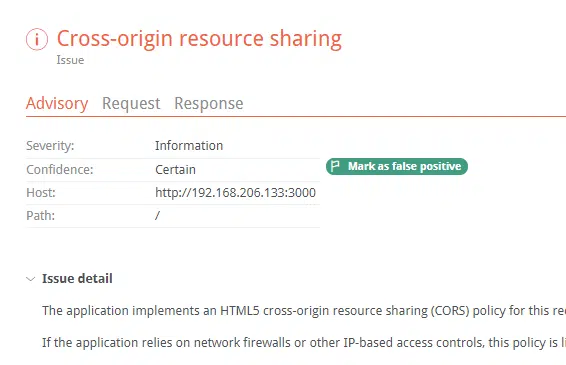 Cross-origin resource sharing
Issue
Advisory Request Response
Severity: Information
Confidence: Certain Mark as false positive
Host: http://192.168.206.133:3000
Path: /
Issue detail
The application implements an HTML5 cross-origin resource sharing (CORS) policy for this
If the application relies on network firewalls or other IP-based access controls, this policy is